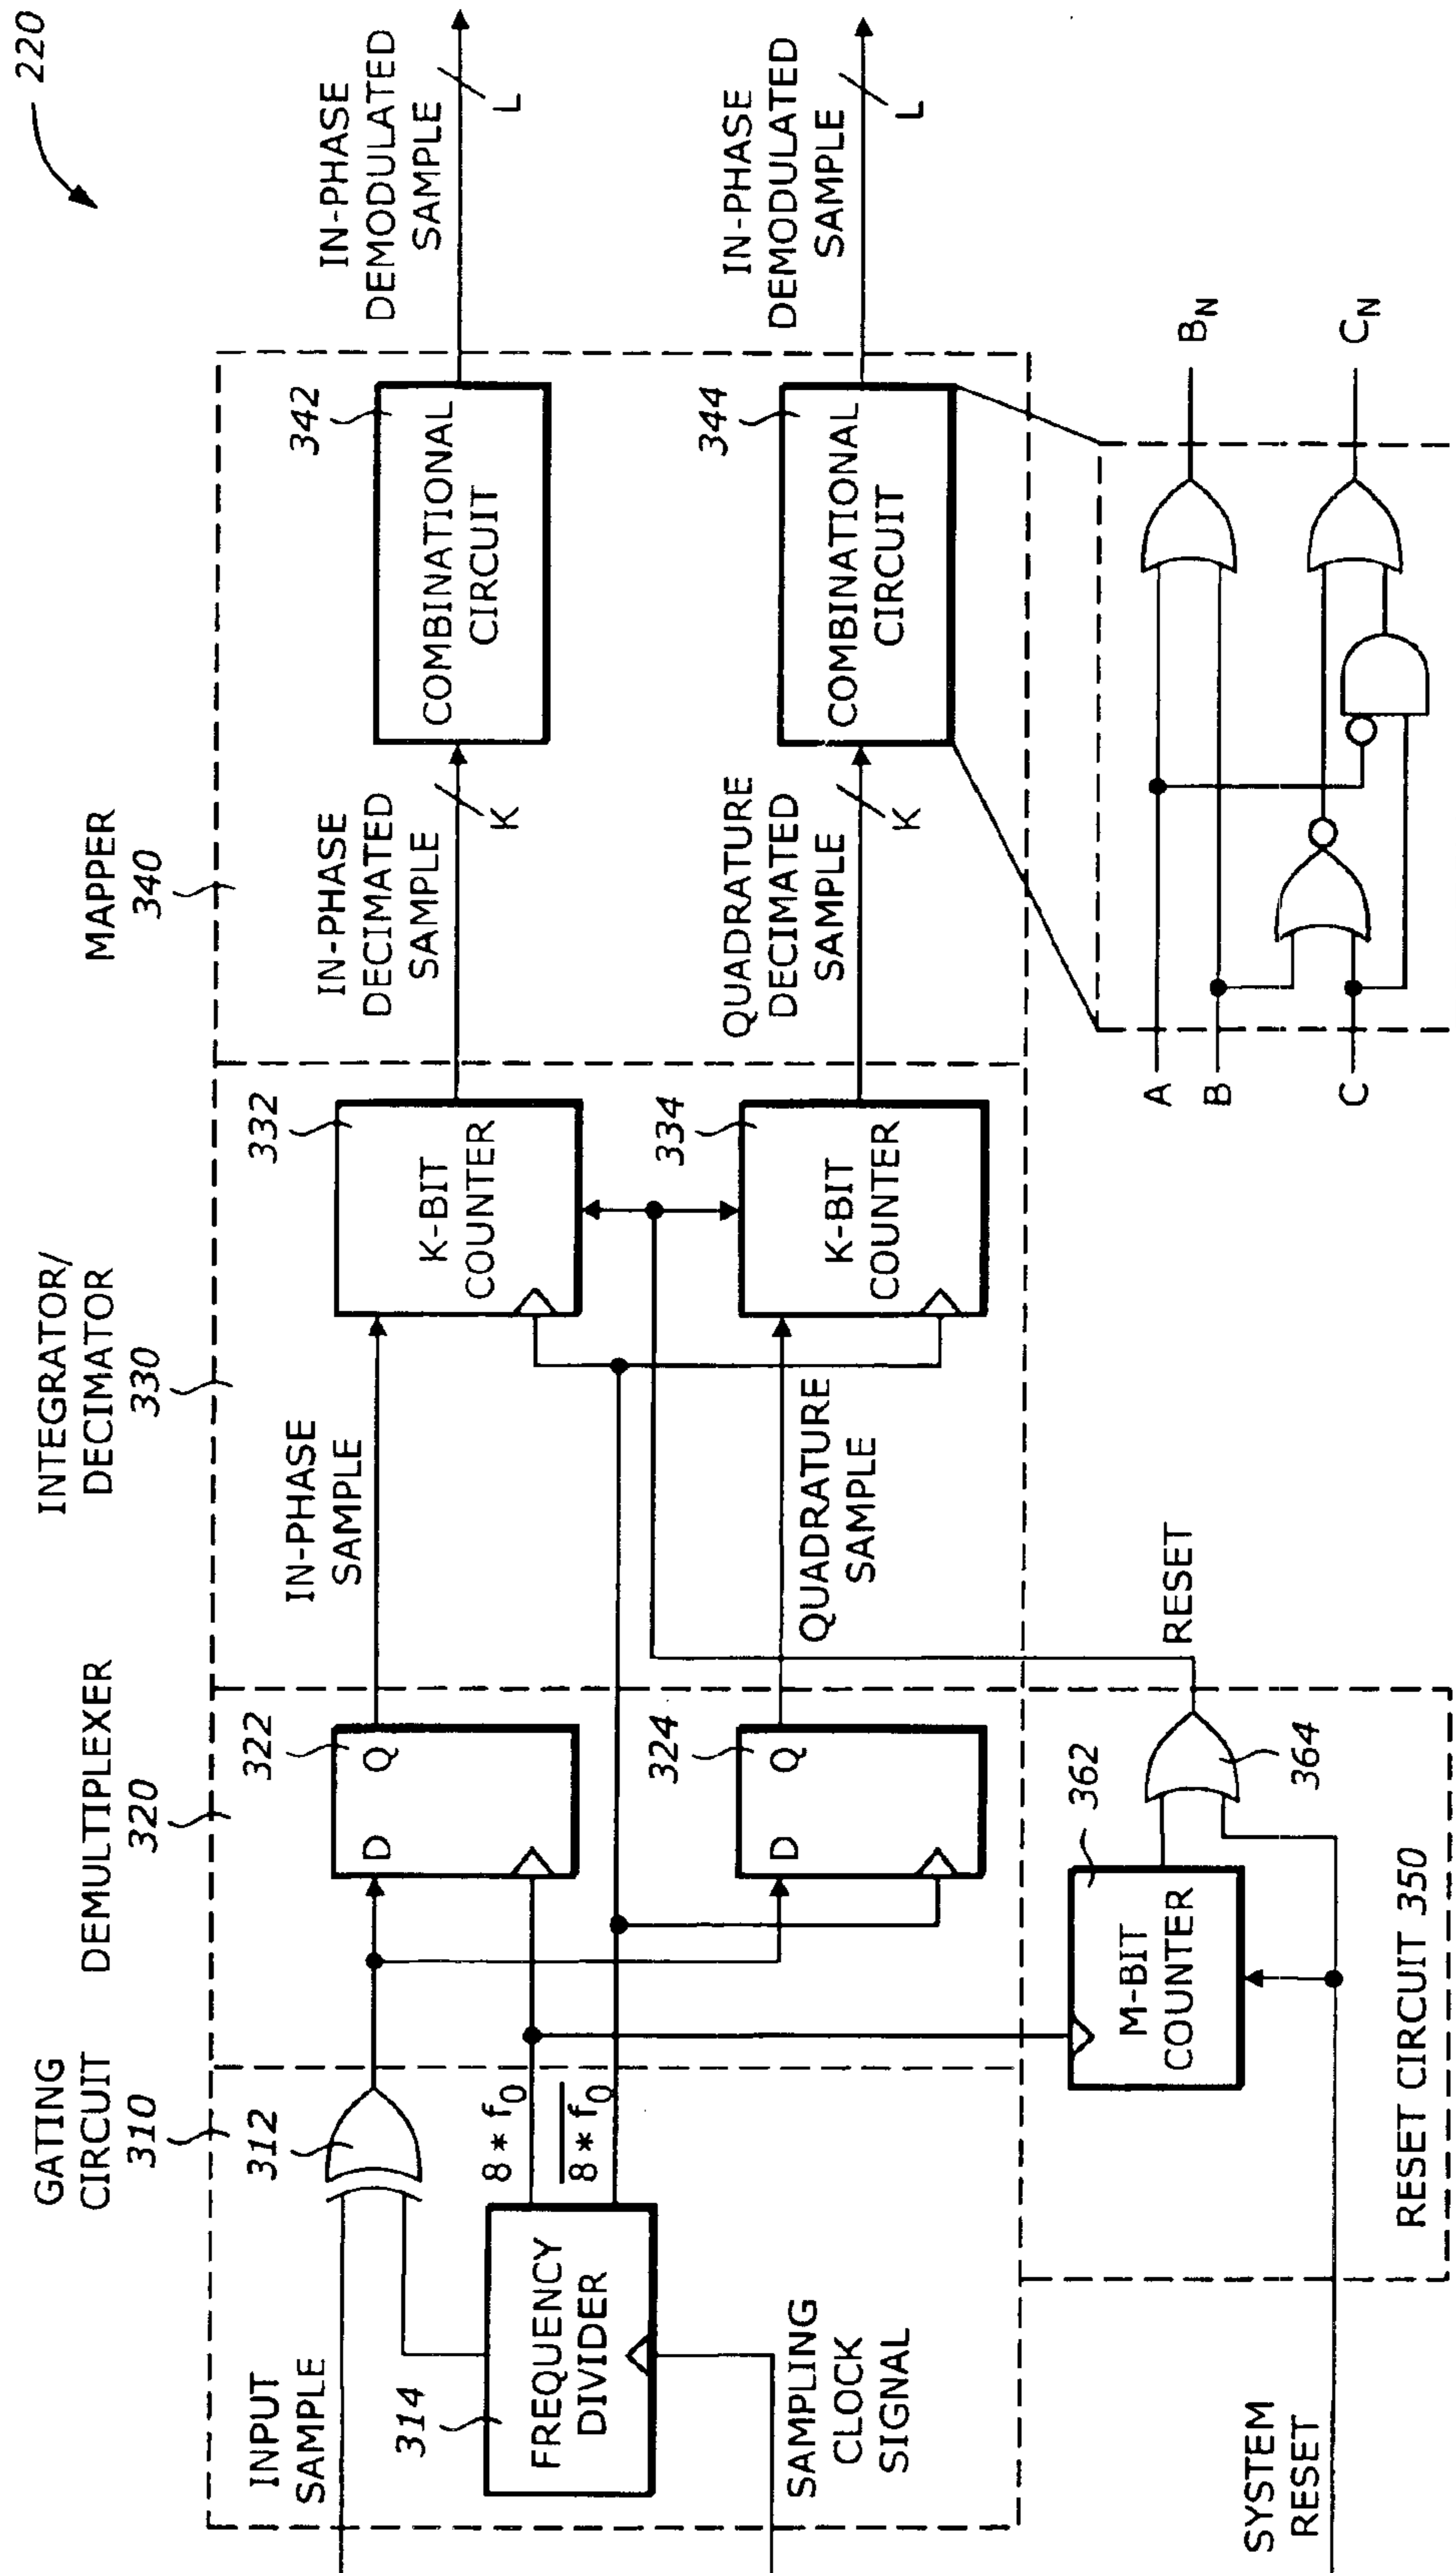 220
GATING
CIRCUIT
310
DEMULTIPLEXER
320
INTEGRATOR/
DECIMATOR
330
MAPPER
340
INPUT
SAMPLE
312
314
FREQUENCY
DIVIDER
8 * f0
8 * f0
SAMPLING
CLOCK
SIGNAL
322
D
Q
324
D
Q
IN-PHASE
SAMPLE
QUADRATURE
SAMPLE
332
K-BIT
COUNTER
334
K-BIT
COUNTER
IN-PHASE
DECIMATED
SAMPLE
K
QUADRATURE
DECIMATED
SAMPLE
K
342
COMBINATIONAL
CIRCUIT
344
COMBINATIONAL
CIRCUIT
IN-PHASE
DEMODULATED
SAMPLE
L
IN-PHASE
DEMODULATED
SAMPLE
L
SYSTEM
RESET
362
M-BIT
COUNTER
364
RESET
RESET CIRCUIT 350
A
B
C
BN
CN